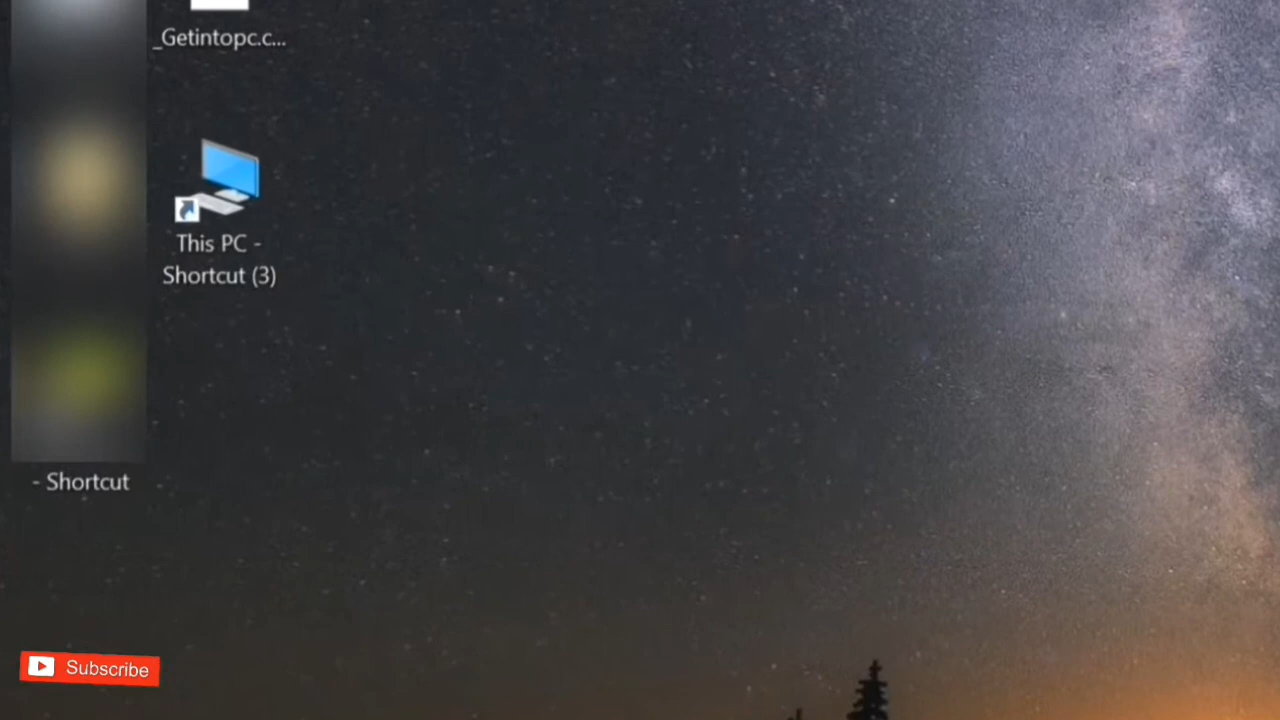 _Getintopc.c...
This PC -
Shortcut (3)
- Shortcut
Subscribe